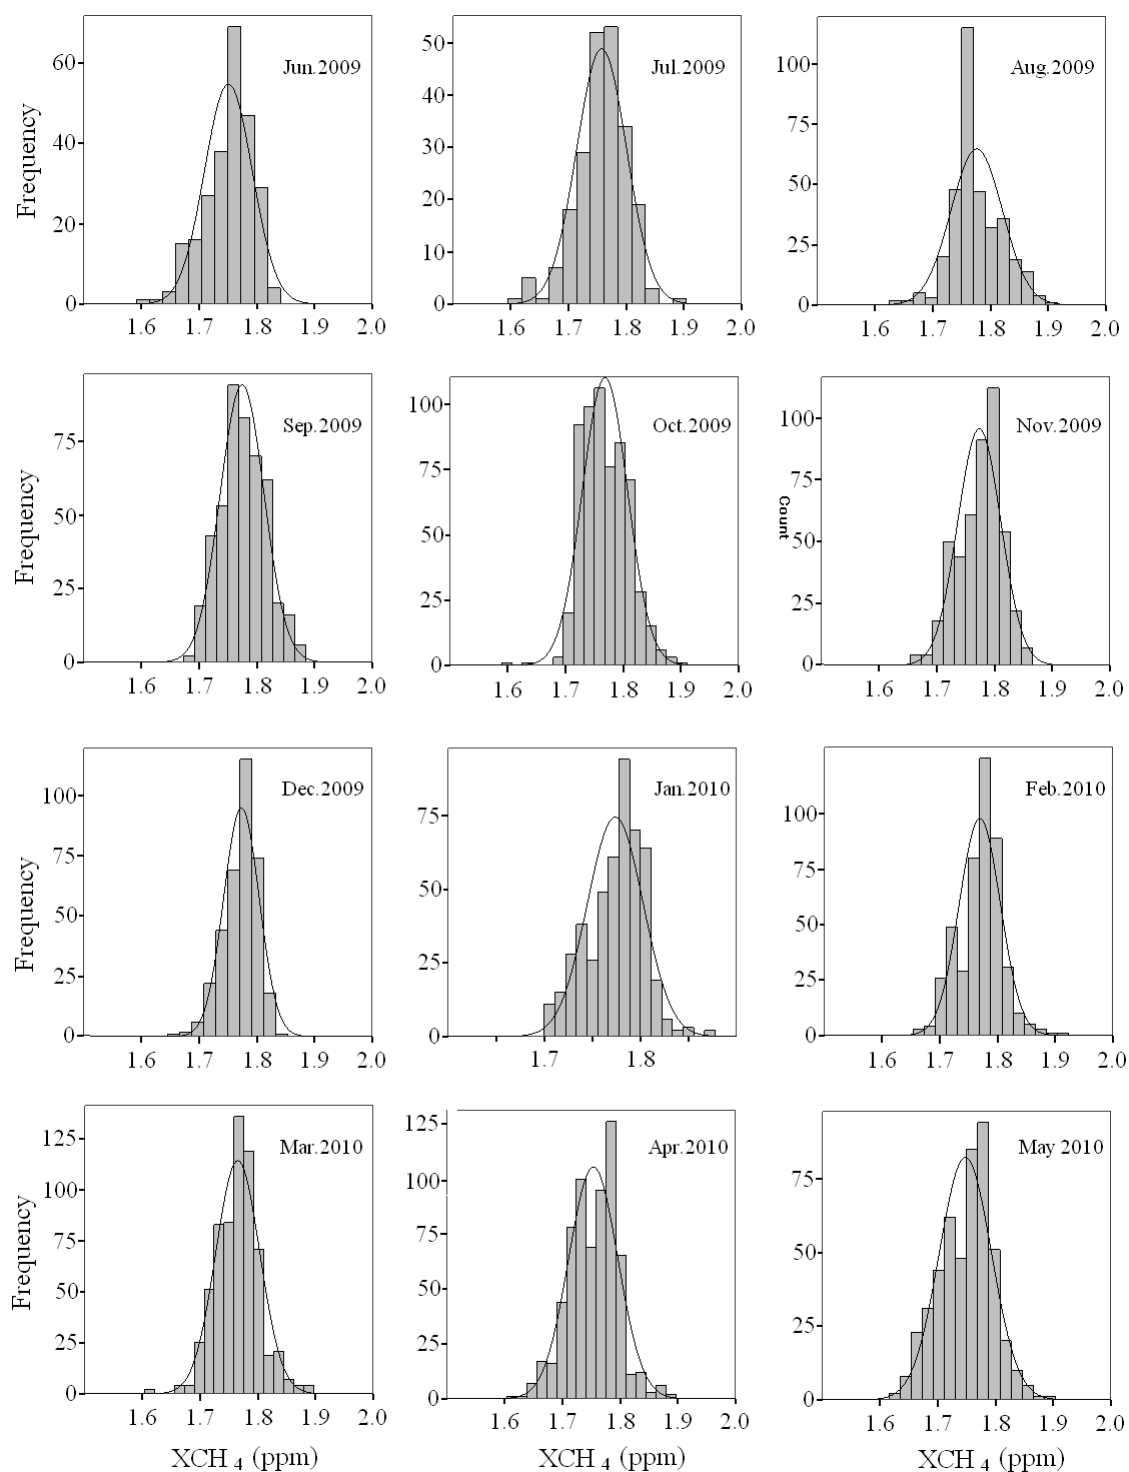 Jun.2009 Jul.2009 Aug.2009
Frequency
60 40 20 0
50 40 30 20 10 0
100 75 50 25 0
1.6 1.7 1.8 1.9 2.0 1.6 1.7 1.8 1.9 2.0 1.6 1.7 1.8 1.9 2.0
Sep.2009 Oct.2009 Nov.2009
Frequency
75 50 25 0
100 75 50 25 0
Count
100 75 50 25 0
1.6 1.7 1.8 1.9 2.0 1.6 1.7 1.8 1.9 2.0 1.6 1.7 1.8 1.9 2.0
Dec.2009 Jan.2010 Feb.2010
Frequency
100 75 50 25 0
75 50 25 0
100 75 50 25 0
1.6 1.7 1.8 1.9 2.0 1.7 1.8 1.6 1.7 1.8 1.9 2.0
Mar.2010 Apr.2010 May 2010
Frequency
125 100 75 50 25 0
125 100 75 50 25 0
75 50 25 0
1.6 1.7 1.8 1.9 2.0 1.6 1.7 1.8 1.9 2.0 1.6 1.7 1.8 1.9 2.0
XCH 4 (ppm) XCH 4 (ppm) XCH 4 (ppm)